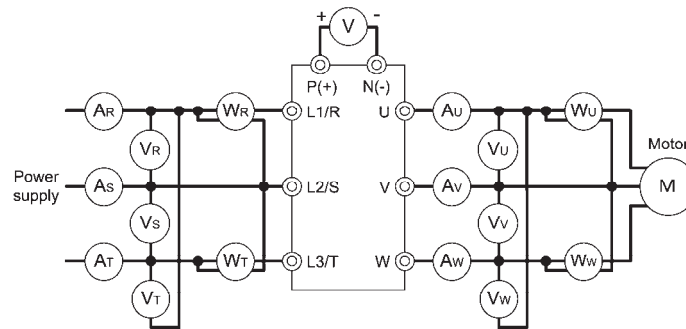 + V -
P(+) N(-)
AR WR L1/R U AU WU
VR VU Motor
Power
supply
AS L2/S V AV M
VS VV
AT WT L3/T W AW WW
VT VW